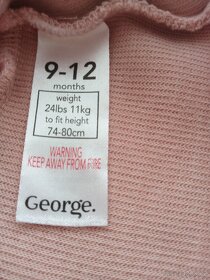 9-12
months
weight
24lbs 11kg
to fit height
74-80cm
WARNING
KEEP AWAY FROM FIRE
George.